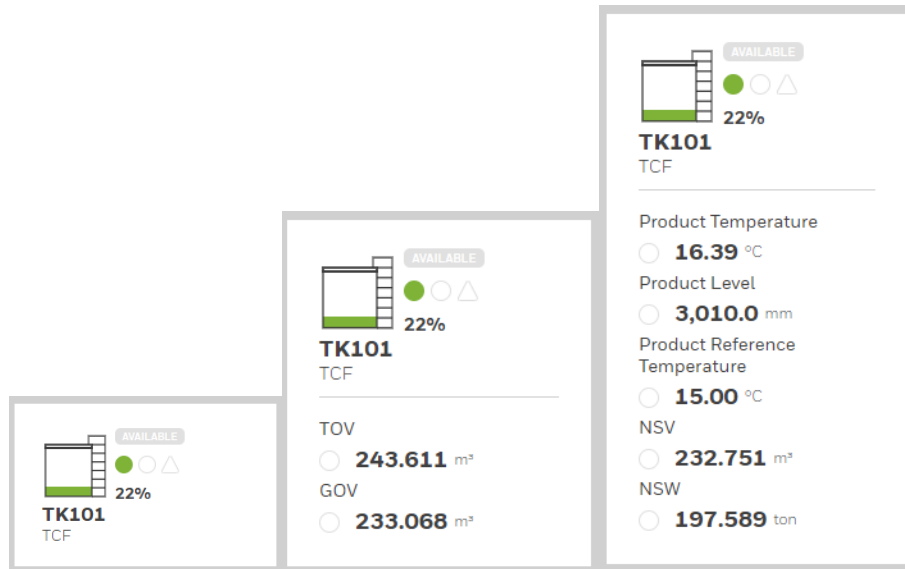 AVAILABLE
22%
TK101
TCF
AVAILABLE
22%
TK101
TCF
TOV
243.611 m³
GOV
233.068 m³
AVAILABLE
22%
TK101
TCF
Product Temperature
16.39 °C
Product Level
3,010.0 mm
Product Reference
Temperature
15.00 °C
NSV
232.751 m³
NSW
197.589 ton